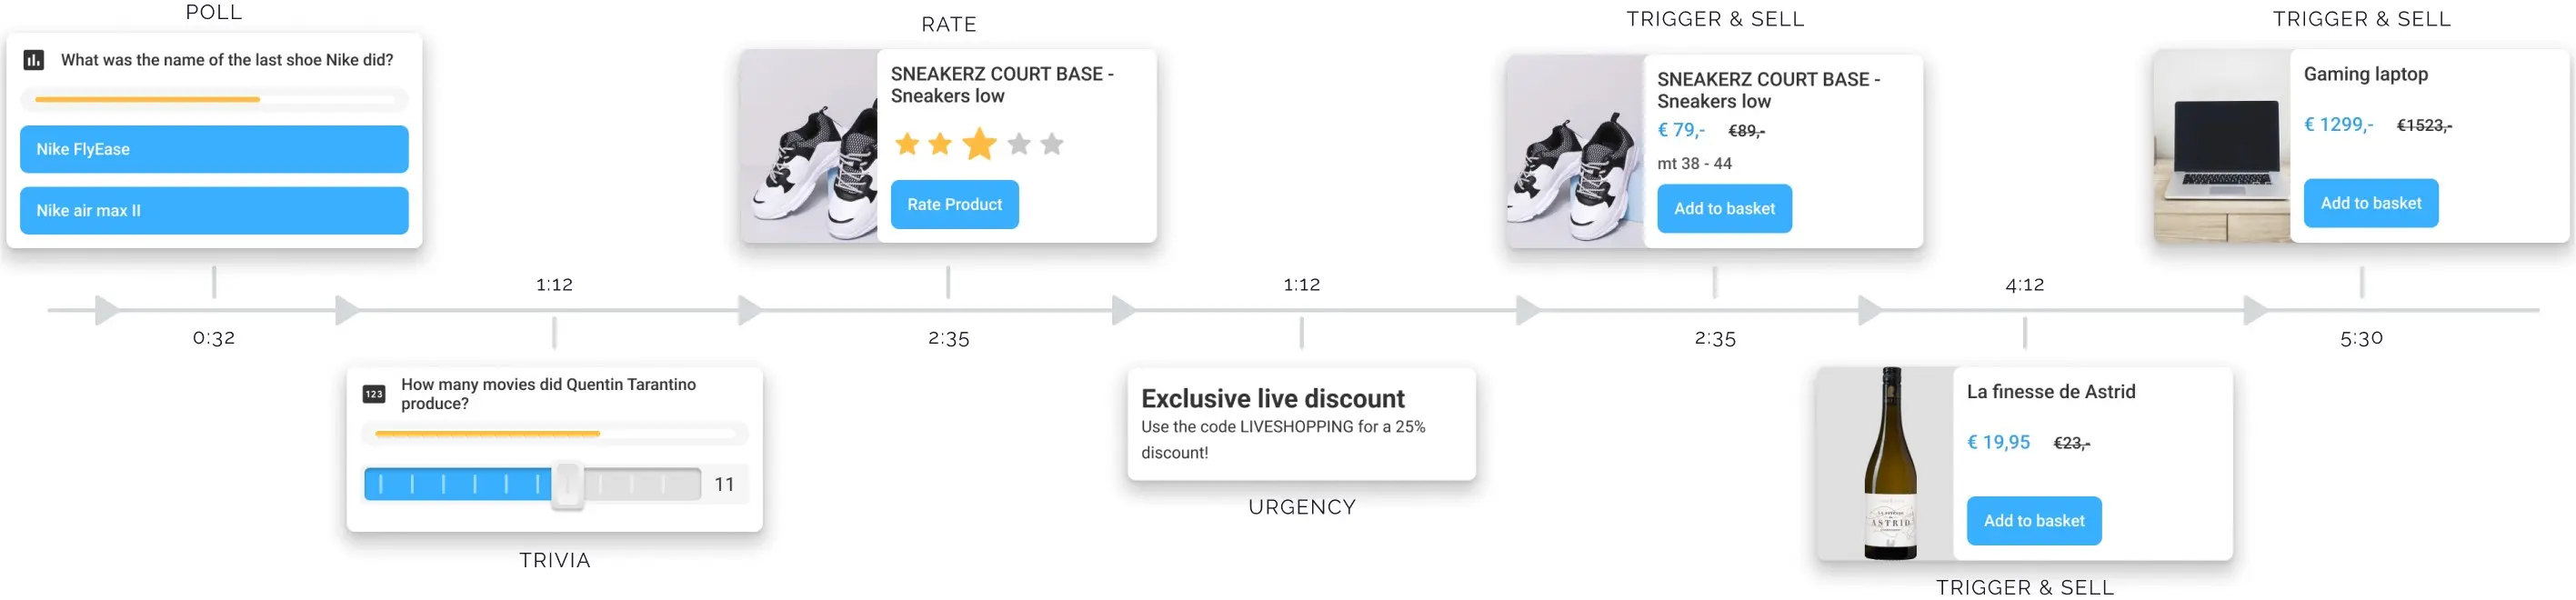 POLL
What was the name of the last shoe Nike did?
Nike FlyEase
Nike air max II
0:32
1:12
123
How many movies did Quentin Tarantino
produce?
11
TRIVIA
RATE
SNEAKERZ COURT BASE -
Sneakers low
Rate Product
2:35
1:12
Exclusive live discount
Use the code LIVESHOPPING for a 25%
discount!
URGENCY
TRIGGER & SELL
SNEAKERZ COURT BASE -
Sneakers low
€ 79,- €89,-
mt 38 - 44
Add to basket
2:35
4:12
ASTRID
La finesse de Astrid
€ 19,95 €23,-
Add to basket
TRIGGER & SELL
TRIGGER & SELL
Gaming laptop
€ 1299,- €1523,-
Add to basket
5:30